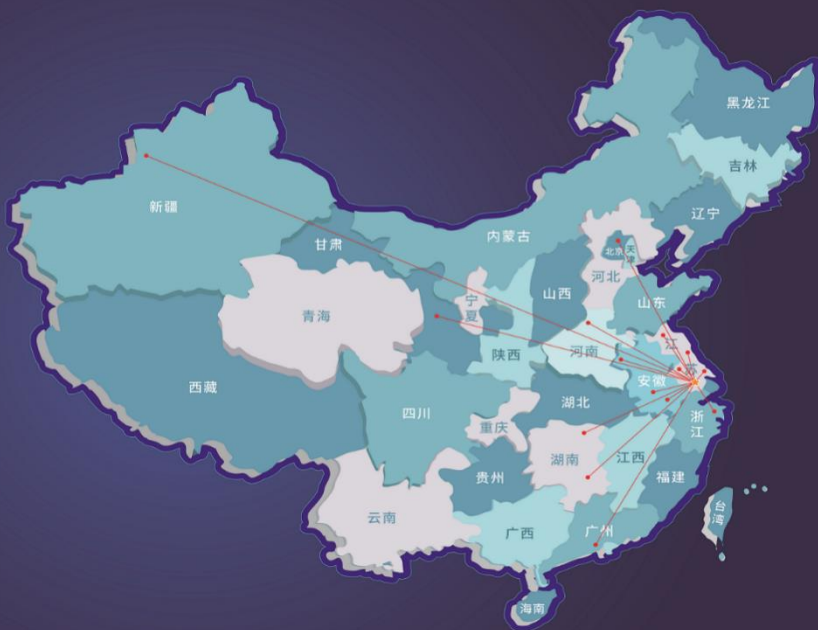 黑龙江
吉林
辽宁
新疆
甘肃
内蒙古
北京
天津
河北
山西
山东
宁夏
青海
陕西
河南
江苏
安徽
西藏
四川
湖北
重庆
浙江
湖南
江西
贵州
福建
云南
广西
广州
台湾
海南